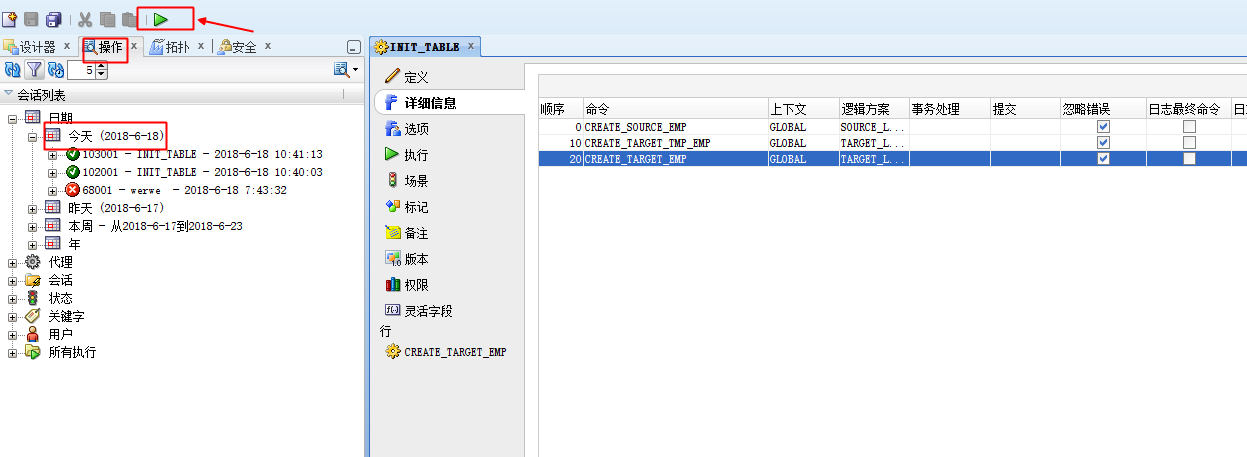 设计器 x 操作 x 拓扑 x 安全 x
5
会话列表
日期
今天 (2018-6-18)
103001 - INIT_TABLE - 2018-6-18 10:41:13
102001 - INIT_TABLE - 2018-6-18 10:40:03
68001 - werwe - 2018-6-18 7:43:32
昨天 (2018-6-17)
本周 - 从2018-6-17到2018-6-23
年
代理
会话
状态
关键字
用户
所有执行
INIT_TABLE x
定义
详细信息
选项
执行
场景
标记
备注
版本
权限
灵活字段
行
CREATE_TARGET_EMP
顺序 命令 上下文 逻辑方案 事务处理 提交 忽略错误 日志最终命令 日
0 CREATE_SOURCE_EMP GLOBAL SOURCE_L...
10 CREATE_TARGET_TMP_EMP GLOBAL TARGET_L...
20 CREATE_TARGET_EMP GLOBAL TARGET_L...